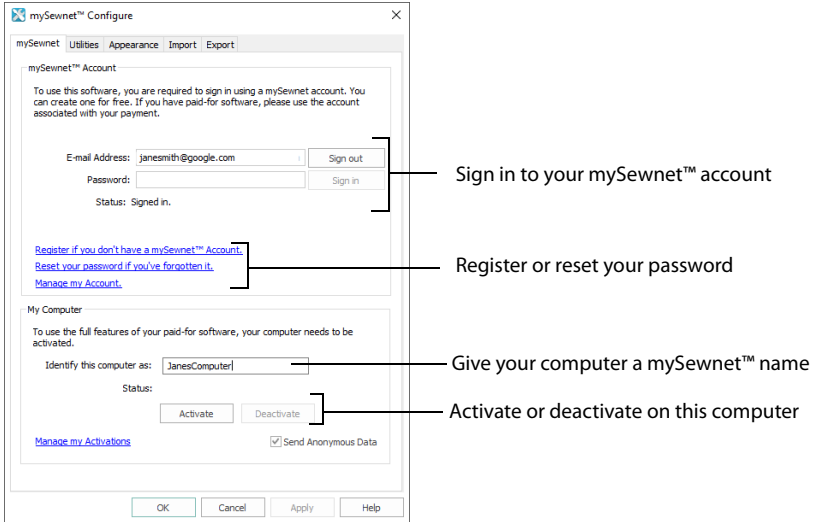 mySewnet™ Configure
mySewnet Utilities Appearance Import Export
mySewnet™ Account
To use this software, you are required to sign in using a mySewnet account. You
can create one for free. If you have paid-for software, please use the account
associated with your payment.
E-mail Address: janesmith@google.com Sign out
Password: Sign in
Status: Signed in.
Sign in to your mySewnet™ account
Register if you don't have a mySewnet™ Account.
Reset your password if you've forgotten it.
Manage my Account.
Register or reset your password
My Computer
To use the full features of your paid-for software, your computer needs to be
activated.
Identify this computer as: JanesComputer
Give your computer a mySewnet™ name
Status:
Activate Deactivate
Activate or deactivate on this computer
Manage my Activations Send Anonymous Data
OK Cancel Apply Help